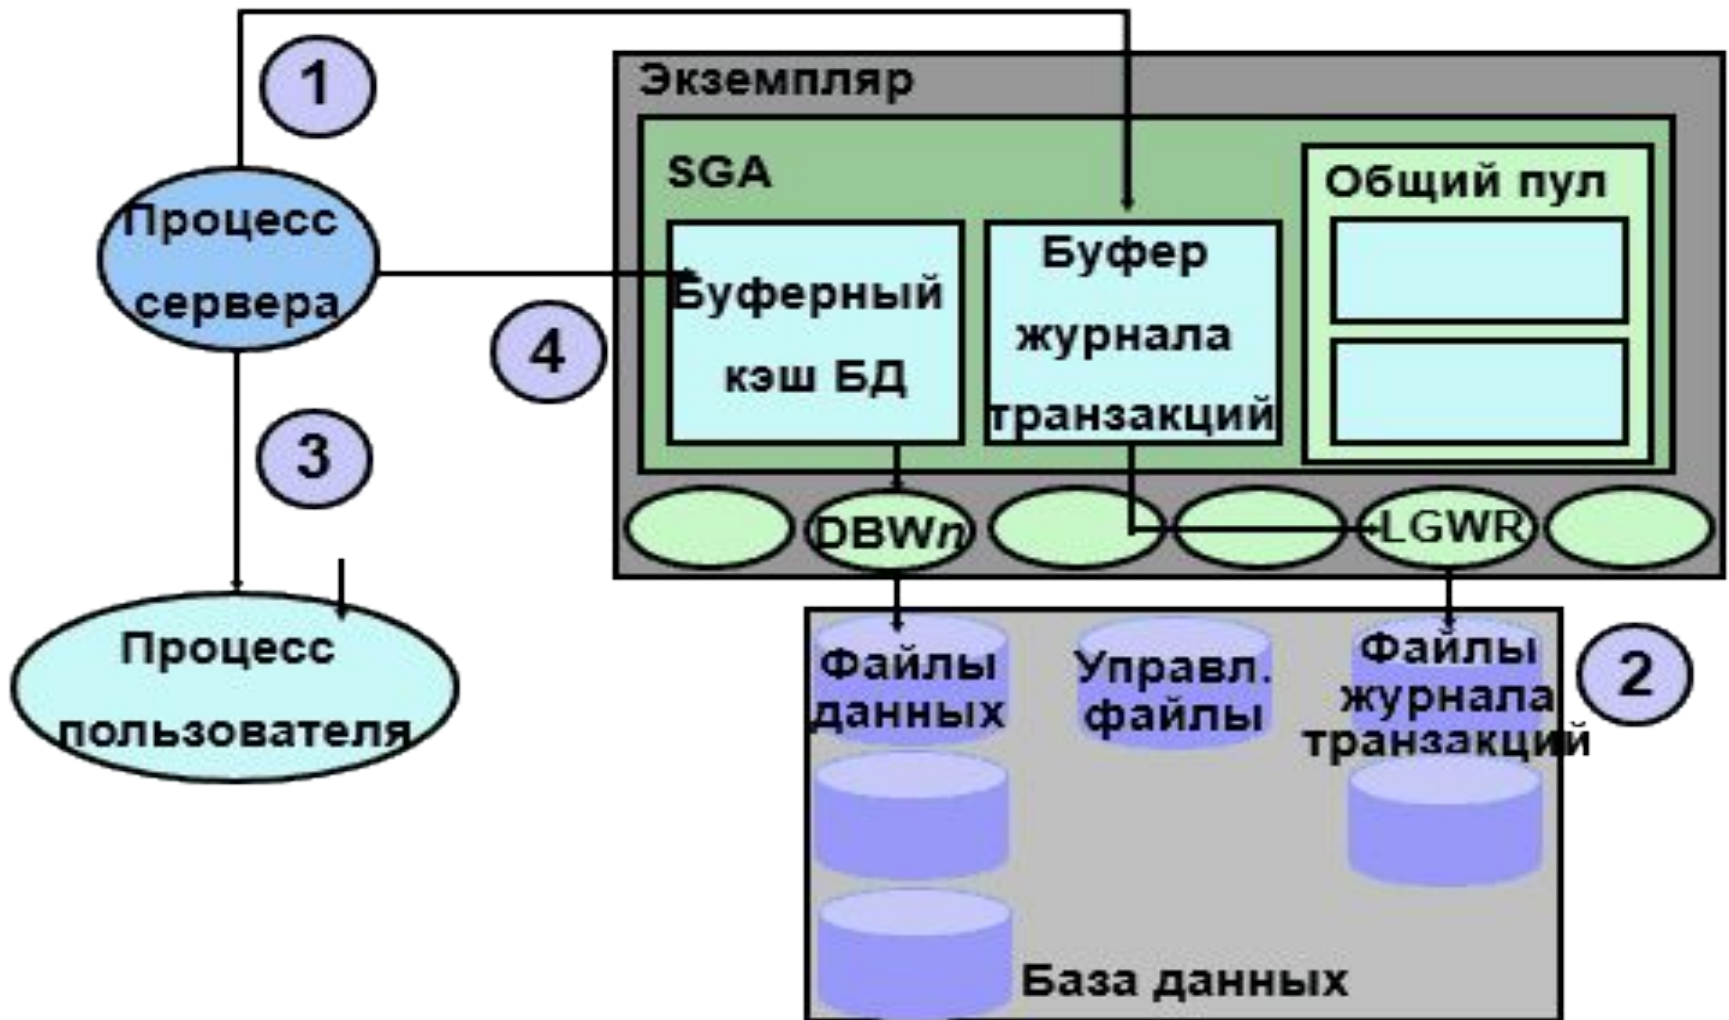 1
Экземпляр
SGA
Общий пул
Процесс
сервера
Буферный
кэш БД
Буфер
журнала
транзакций
4
3
DBWn
LGWR
Процесс
пользователя
Файлы
данных
Управл.
файлы
Файлы
журнала
транзакций
2
База данных